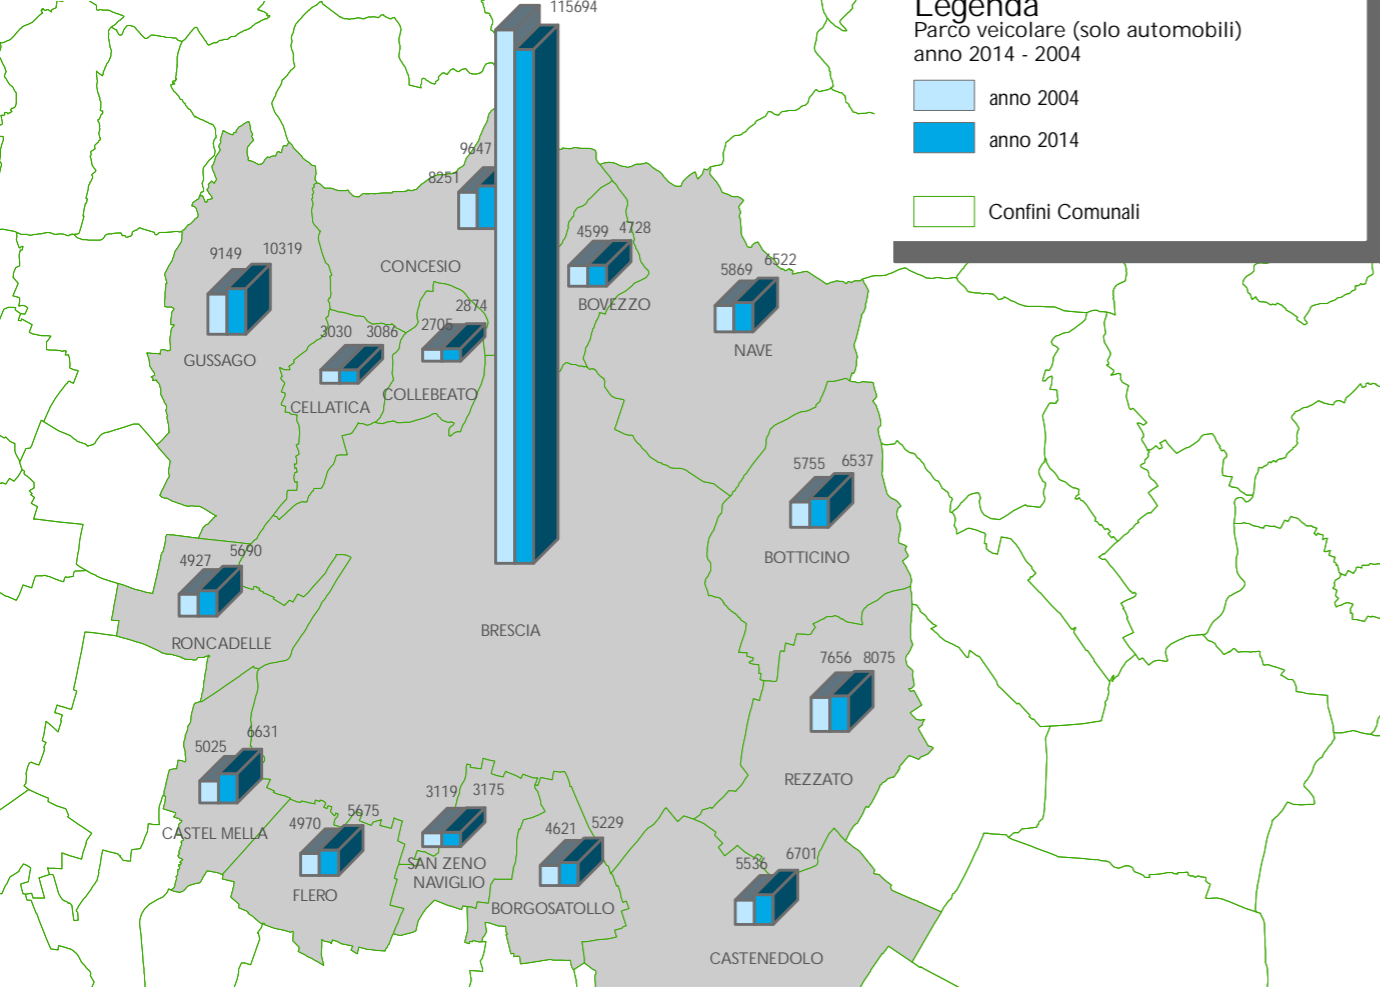 115694
Legenda
Parco veicolare (solo automobili)
anno 2014 - 2004
anno 2004
anno 2014
Confini Comunali
9647
8251
CONCESIO
4599 4728
BOVEZZO
5869 6522
NAVE
9149 10319
GUSSAGO
3030 3086
CELLATICA
2705 2874
COLLEBEATO
5755 6537
BOTTICINO
4927 5690
RONCADELLE
BRESCIA
7656 8075
REZZATO
5025 6631
CASTEL MELLA
4970 5675
FLERO
3119 3175
SAN ZENO
NAVIGLIO
4621 5229
BORGOSATOLLO
5536 6701
CASTENEDOLO